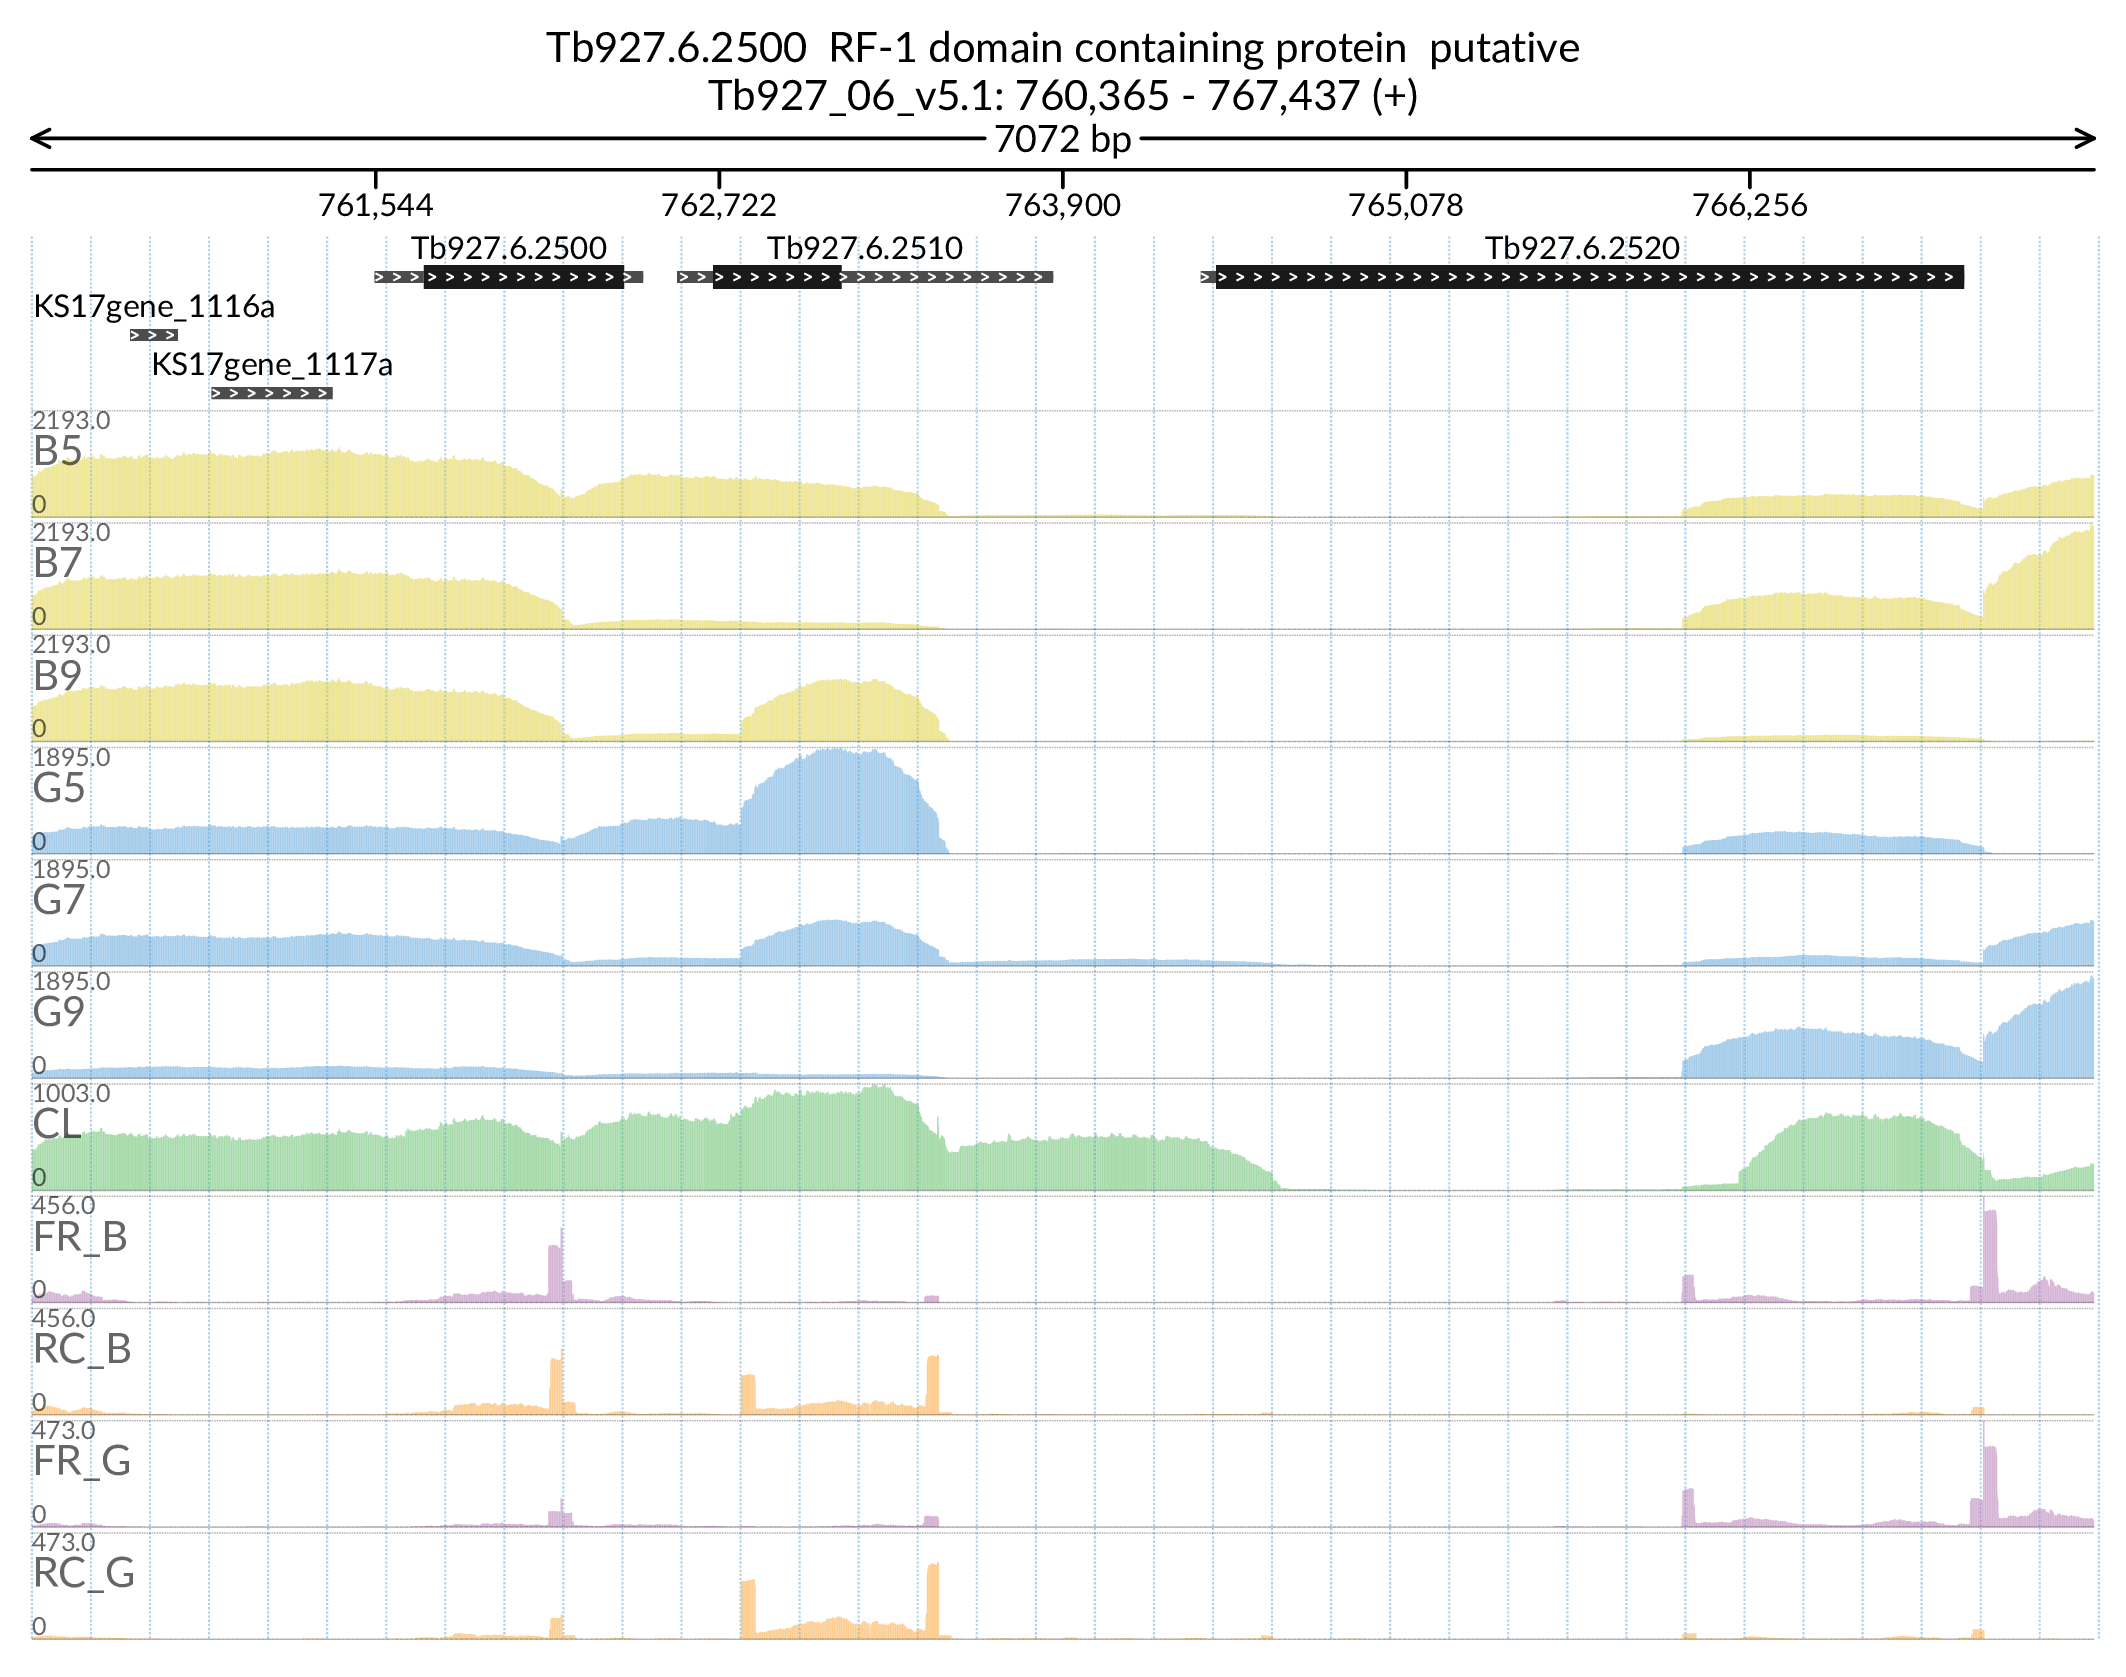 Tb927.6.2500  RF-1 domain containing protein  putative
Tb927_06_v5.1: 760,365 - 767,437 (+)
7072 bp
761,544 762,722 763,900 765,078 766,256
Tb927.6.2500 Tb927.6.2510 Tb927.6.2520
KS17gene_1116a
KS17gene_1117a
2193.0
B5
0
2193.0
B7
0
2193.0
B9
0
1895.0
G5
0
1895.0
G7
0
1895.0
G9
0
1003.0
CL
0
456.0
FR_B
0
456.0
RC_B
0
473.0
FR_G
0
473.0
RC_G
0